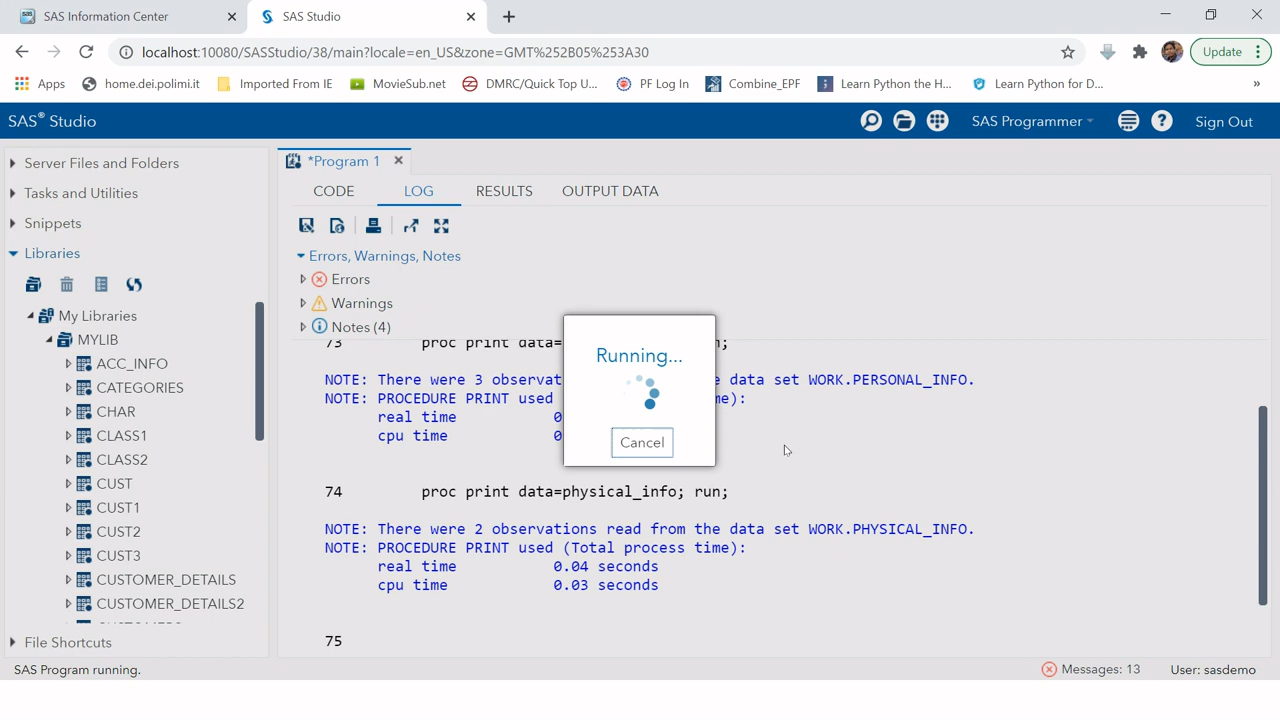 SAS Information Center
SAS Studio
localhost:10080/SASStudio/38/main?locale=en_US&zone=GMT%252B05%253A30
Update
Apps
home.dei.polimi.it
Imported From IE
MovieSub.net
DMRC/Quick Top U...
PF Log In
Combine_EPF
Learn Python the H...
Learn Python for D...
»
SAS® Studio
SAS Programmer
Sign Out
Server Files and Folders
Tasks and Utilities
Snippets
Libraries
My Libraries
MYLIB
ACC_INFO
CATEGORIES
CHAR
CLASS1
CLASS2
CUST
CUST1
CUST2
CUST3
CUSTOMER_DETAILS
CUSTOMER_DETAILS2
File Shortcuts
*Program 1
CODE LOG RESULTS OUTPUT DATA
Errors, Warnings, Notes
Errors
Warnings
Notes (4)
73 proc print data=
NOTE: There were 3 data set WORK.PERSONAL_INFO.
NOTE: PROCEDURE PRINT used
real time
cpu time
Running...
Cancel
74 proc print data=physical_info; run;
NOTE: There were 2 observations read from the data set WORK.PHYSICAL_INFO.
NOTE: PROCEDURE PRINT used (Total process time):
real time 0.04 seconds
cpu time 0.03 seconds
75
SAS Program running.
Messages: 13
User: sasdemo